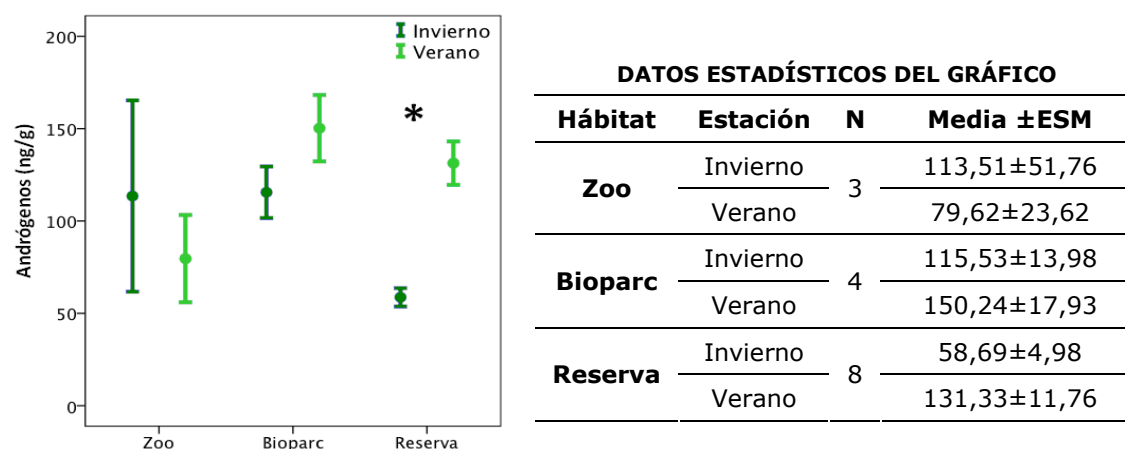 Invierno
Verano
200
150
100
50
0
Andrógenos (ng/g)
*
Zoo Bioparc Reserva
DATOS ESTADÍSTICOS DEL GRÁFICO
Hábitat Estación N Media ±ESM
Zoo Invierno 3 113,51±51,76
Verano 79,62±23,62
Bioparc Invierno 4 115,53±13,98
Verano 150,24±17,93
Reserva Invierno 8 58,69±4,98
Verano 131,33±11,76